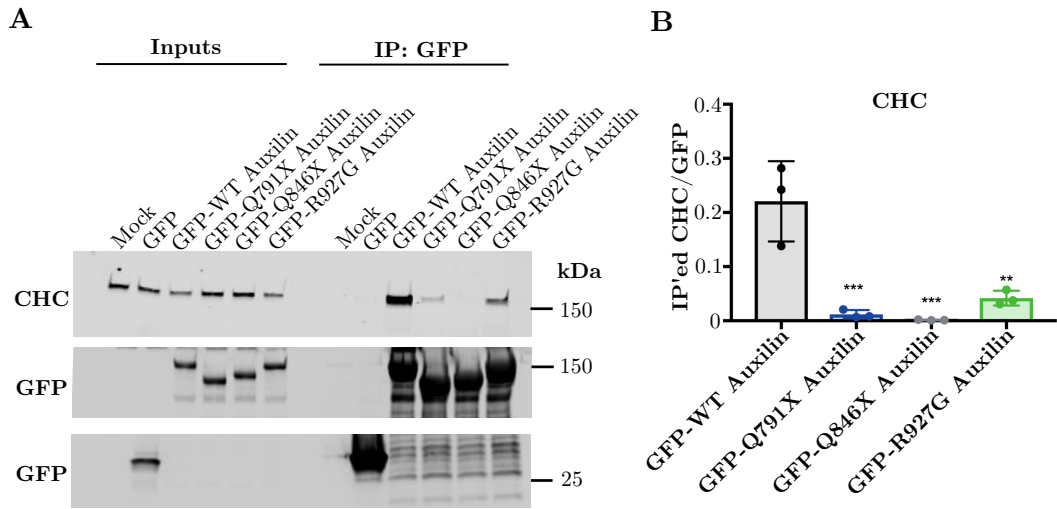 A
Inputs
IP: GFP
Mock
GFP
GFP-WT Auxilin
GFP-Q791X Auxilin
GFP-Q846X Auxilin
GFP-R927G Auxilin
Mock
GFP
GFP-WT Auxilin
GFP-Q791X Auxilin
GFP-Q846X Auxilin
GFP-R927G Auxilin
kDa
CHC
150
GFP
150
GFP
25
B
CHC
IP'ed CHC/GFP
0.4
0.3
0.2
0.1
0
***
***
**
GFP-WT Auxilin
GFP-Q791X Auxilin
GFP-Q846X Auxilin
GFP-R927G Auxilin